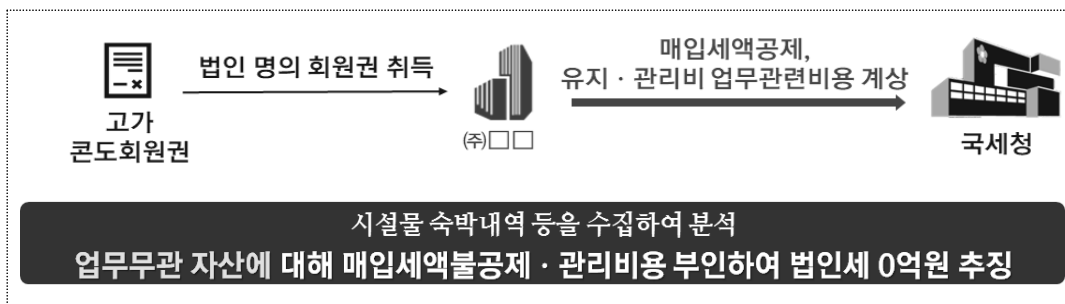 법인 명의 회원권 취득
매입세액공제,
유지 · 관리비 업무관련비용 계상
고가
콘도회원권
㈜□□
국세청
시설물 숙박내역 등을 수집하여 분석
업무무관 자산에 대해 매입세액불공제 · 관리비용 부인하여 법인세 0억원 추징